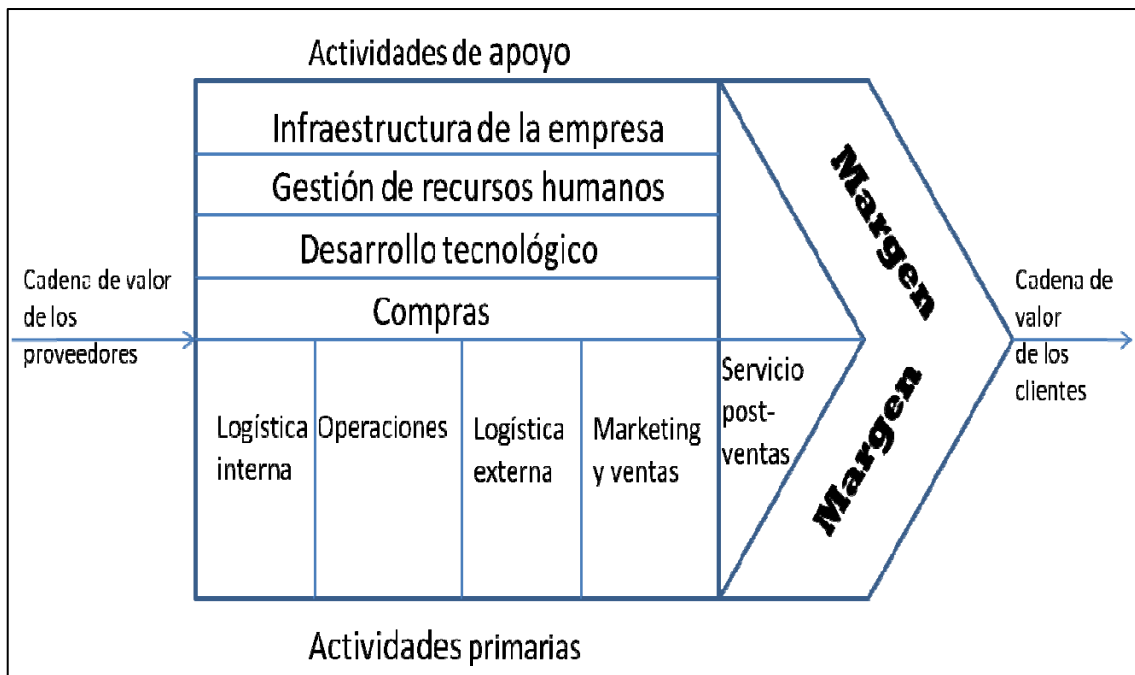 Actividades de apoyo
Infraestructura de la empresa
Gestión de recursos humanos
Desarrollo tecnológico
Compras
Cadena de valor
de los
proveedores
Logística
interna
Operaciones
Logística
externa
Marketing
y ventas
Servicio
post-
ventas
Margen
Margen
Cadena de
valor
de los
clientes
Actividades primarias